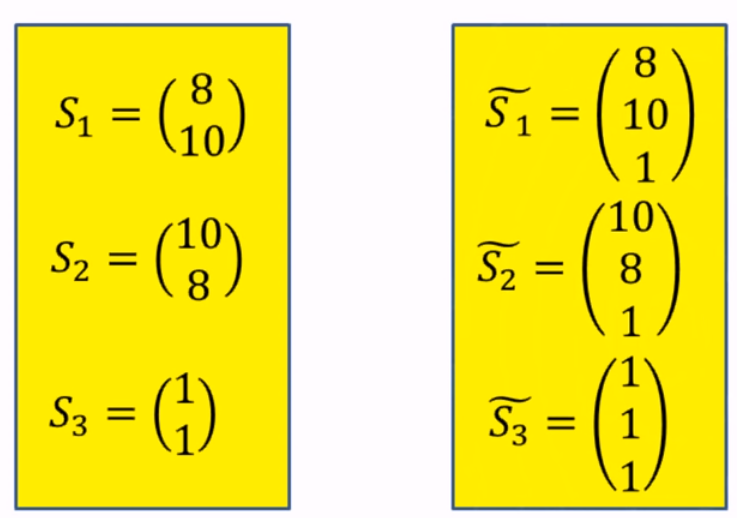 S₁ = (8 10)
S₂ = (10 8)
S₃ = (1 1)
S̃₁ = (8 10 1)
S̃₂ = (10 8 1)
S̃₃ = (1 1 1)